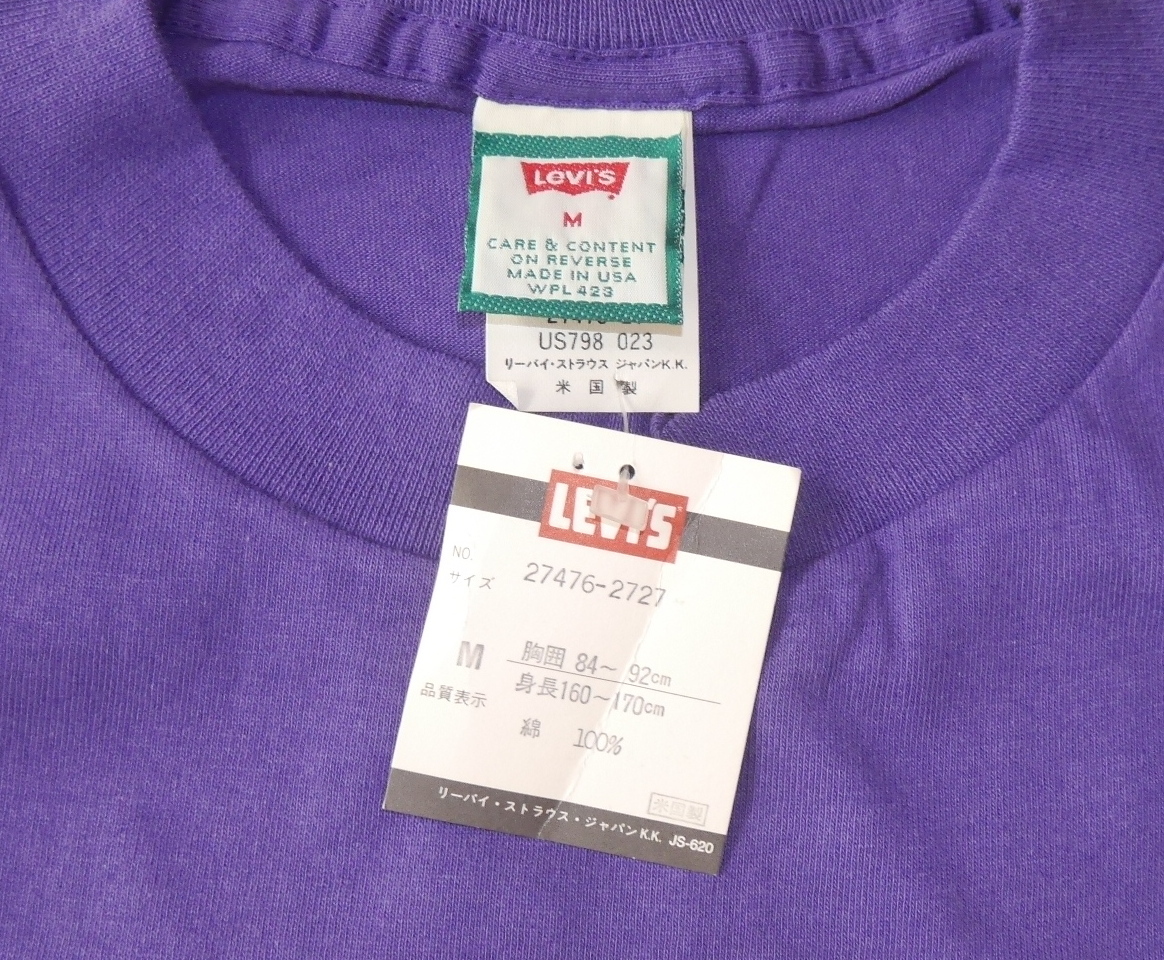 LEVI'S
M
CARE & CONTENT
ON REVERSE
MADE IN USA
WPL 423
US798 023
リーバイ・ストラウス ジャパンK.K.
米国製
LEVI'S
NO.
27476-2727
サイズ
M
胸囲 84～92cm
身長160～170cm
品質表示
綿 100%
米国製
リーバイ・ストラウス・ジャパンK.K. JS-620